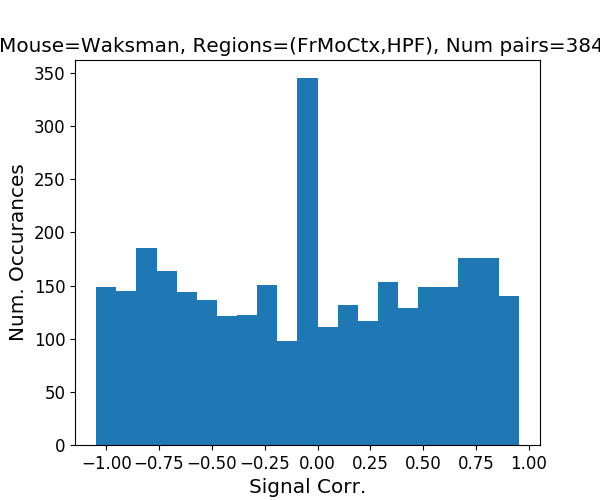 Mouse=Waksman, Regions=(FrMoCtx,HPF), Num pairs=384
Num. Occurances
350
300
250
200
150
100
50
0
−1.00 −0.75 −0.50 −0.25 0.00 0.25 0.50 0.75 1.00
Signal Corr.